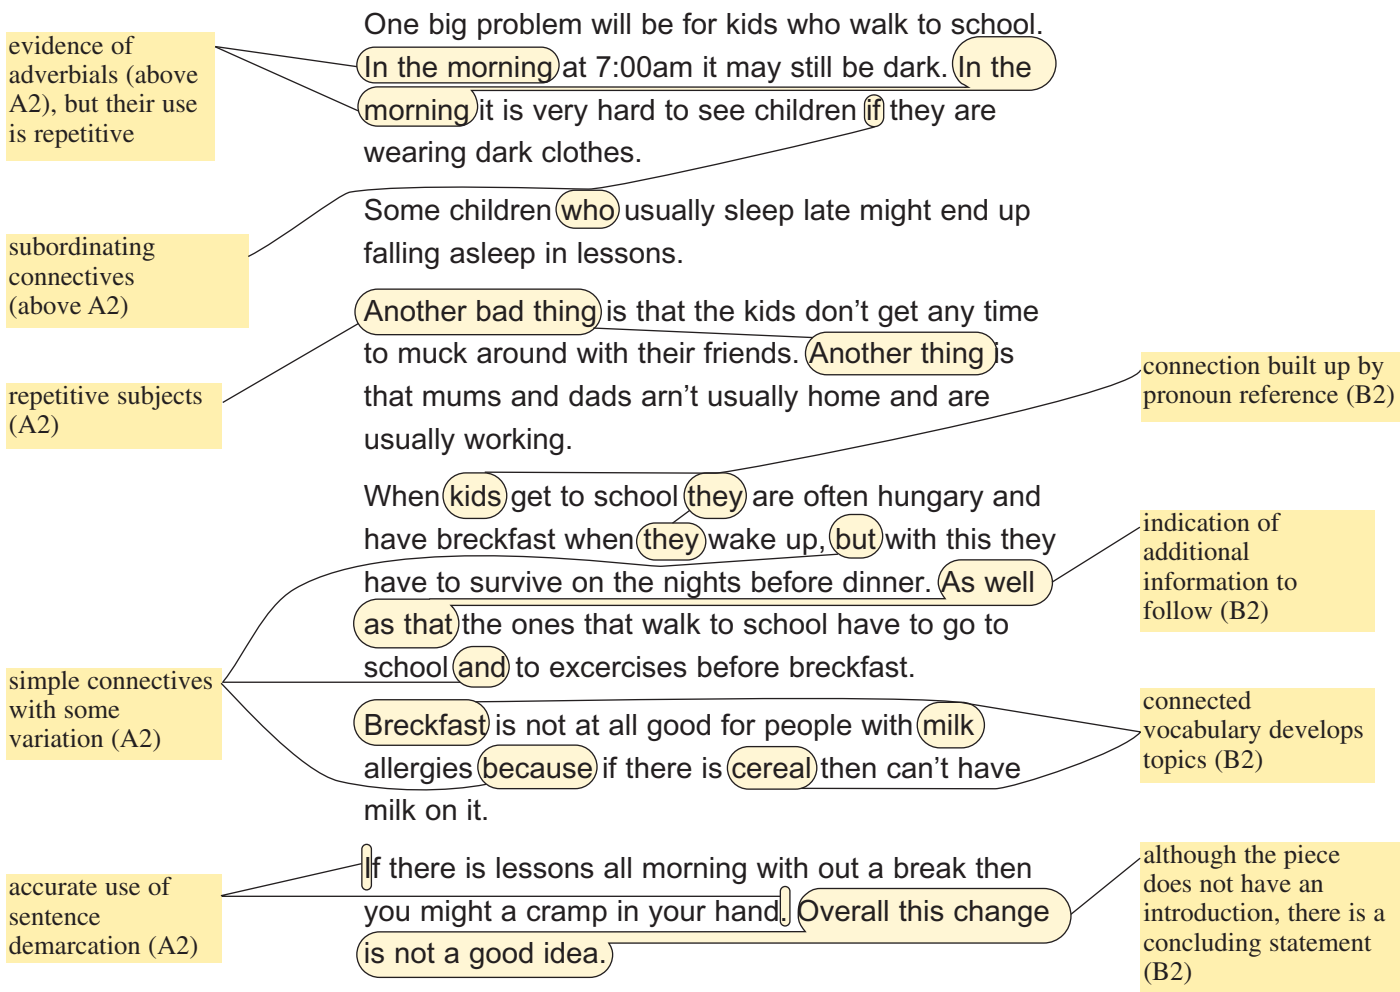 One big problem will be for kids who walk to school.
In the morning at 7:00am it may still be dark. In the
morning it is very hard to see children if they are
wearing dark clothes.
Some children who usually sleep late might end up
falling asleep in lessons.
Another bad thing is that the kids don't get any time
to muck around with their friends. Another thing is
that mums and dads arn't usually home and are
usually working.
When kids get to school they are often hungary and
have breckfast when they wake up, but with this they
have to survive on the nights before dinner. As well
as that the ones that walk to school have to go to
school and to excercises before breckfast.
Breckfast is not at all good for people with milk
allergies because if there is cereal then can't have
milk on it.
If there is lessons all morning with out a break then
you might a cramp in your hand. Overall this change
is not a good idea.
evidence of
adverbials (above
A2), but their use
is repetitive
subordinating
connectives
(above A2)
repetitive subjects
(A2)
simple connectives
with some
variation (A2)
accurate use of
sentence
demarcation (A2)
connection built up by
pronoun reference (B2)
indication of
additional
information to
follow (B2)
connected
vocabulary develops
topics (B2)
although the piece
does not have an
introduction, there is a
concluding statement
(B2)